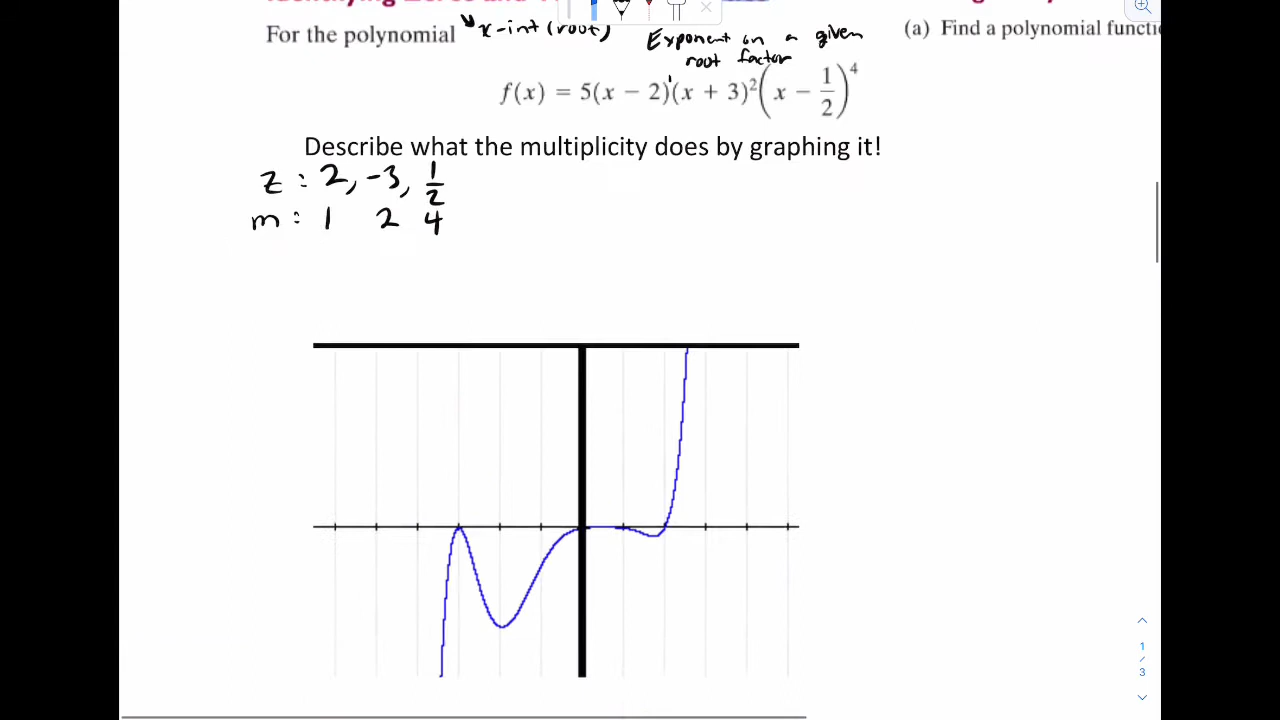 For the polynomial x-int (root) Exponent on a given root factor
(a) Find a polynomial functi
f(x) = 5(x − 2)¹(x + 3)²(x − 1/2)⁴
Describe what the multiplicity does by graphing it!
z : 2, -3, 1/2
m : 1 2 4
1
/
3